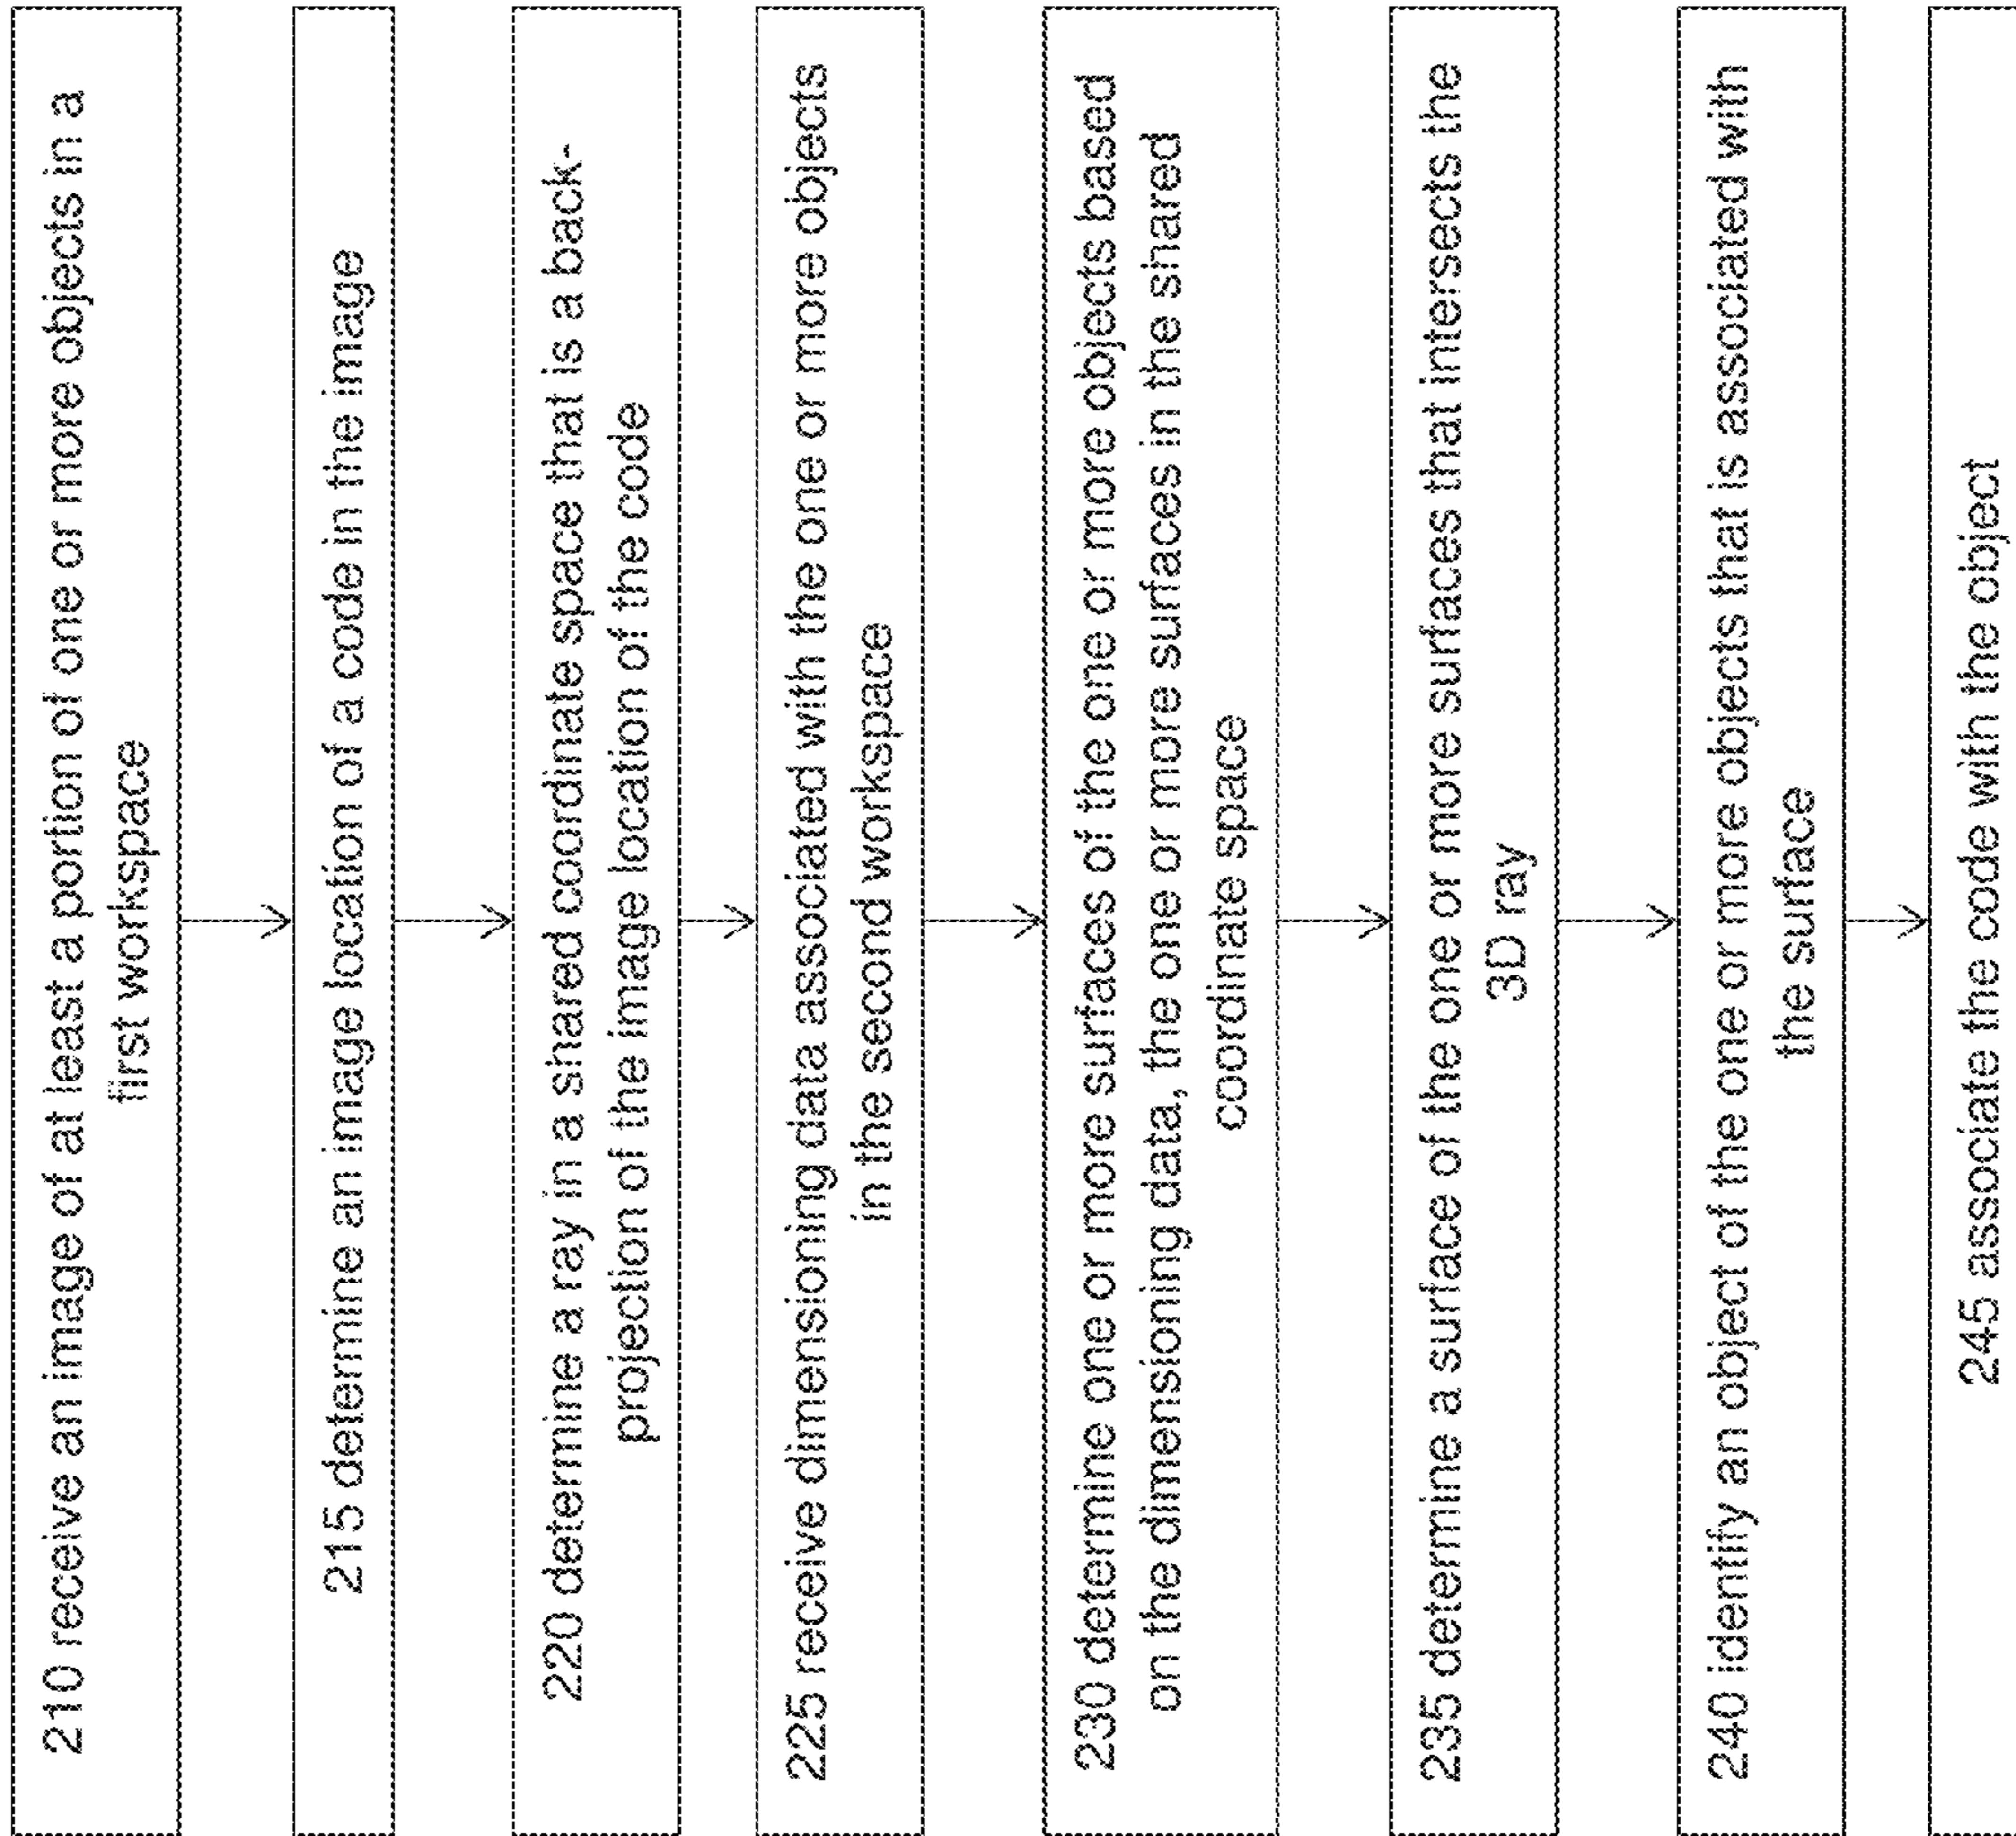 210 receive an image of at least a portion of one or more objects in a
first workspace
215 determine an image location of a code in the image
220 determine a ray in a shared coordinate space that is a back-
projection of the image location of the code
225 receive dimensioning data associated with the one or more objects
in the second workspace
230 determine one or more surfaces of the one or more objects based
on the dimensioning data, the one or more surfaces in the shared
coordinate space
235 determine a surface of the one or more surfaces that intersects the
3D ray
240 identify an object of the one or more objects that is associated with
the surface
245 associate the code with the object